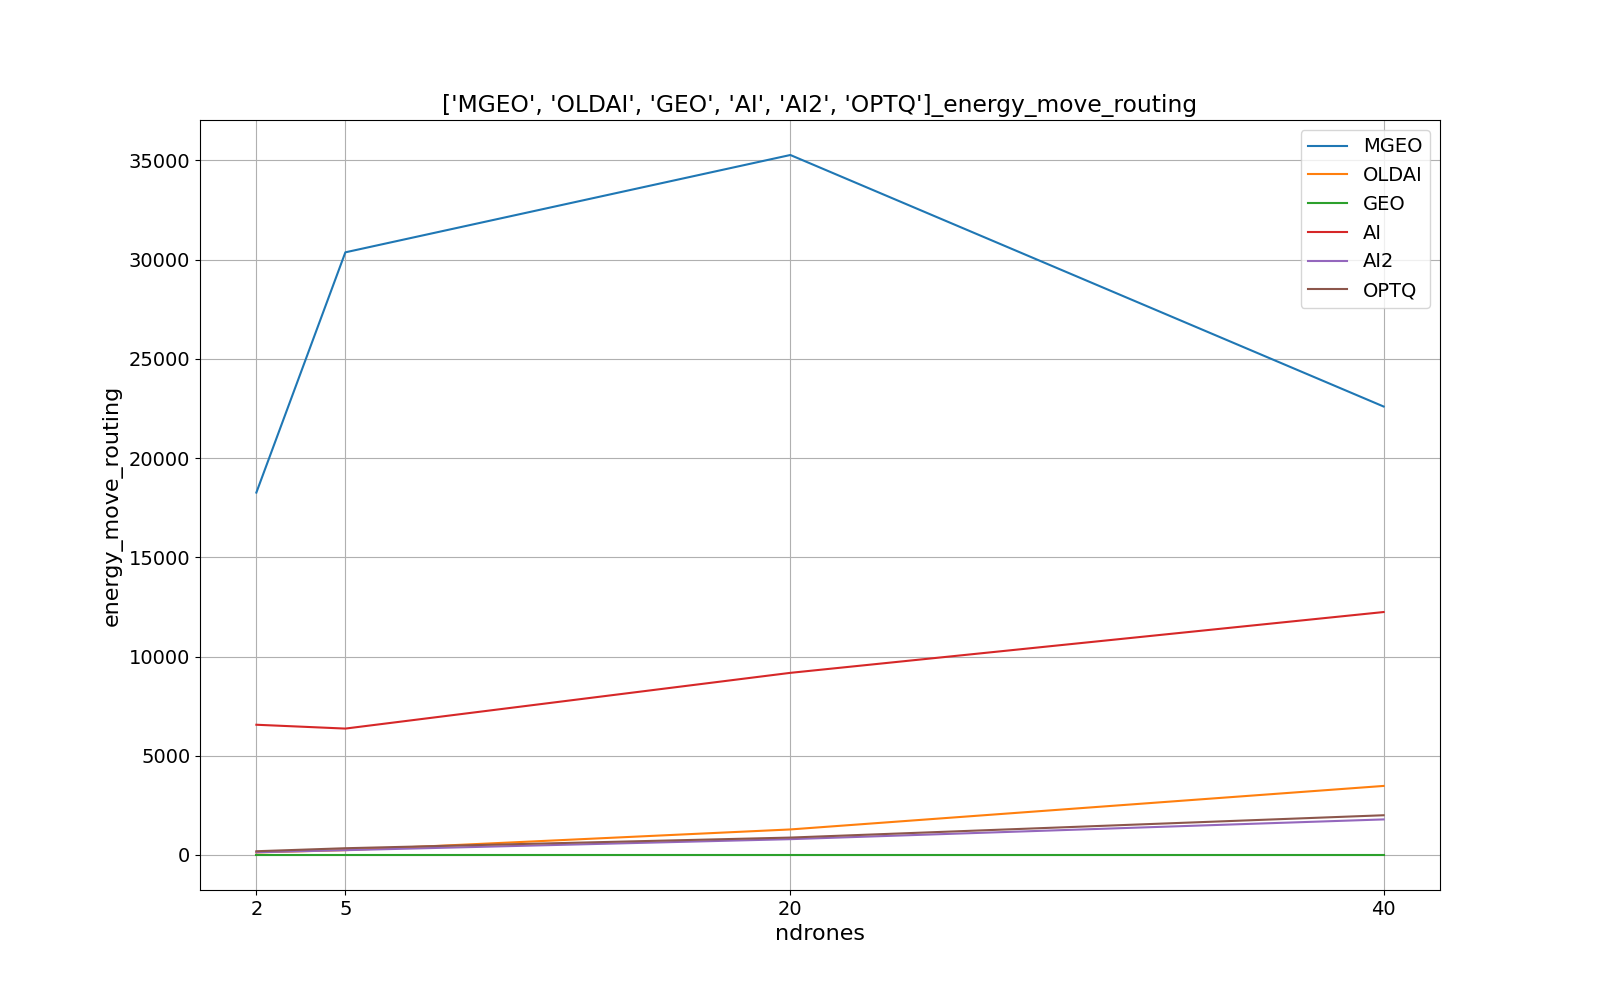 ['MGEO', 'OLDAI', 'GEO', 'AI', 'AI2', 'OPTQ']_energy_move_routing
MGEO
OLDAI
GEO
AI
AI2
OPTQ
35000
30000
25000
20000
15000
10000
5000
0
energy_move_routing
2 5 20 40
ndrones